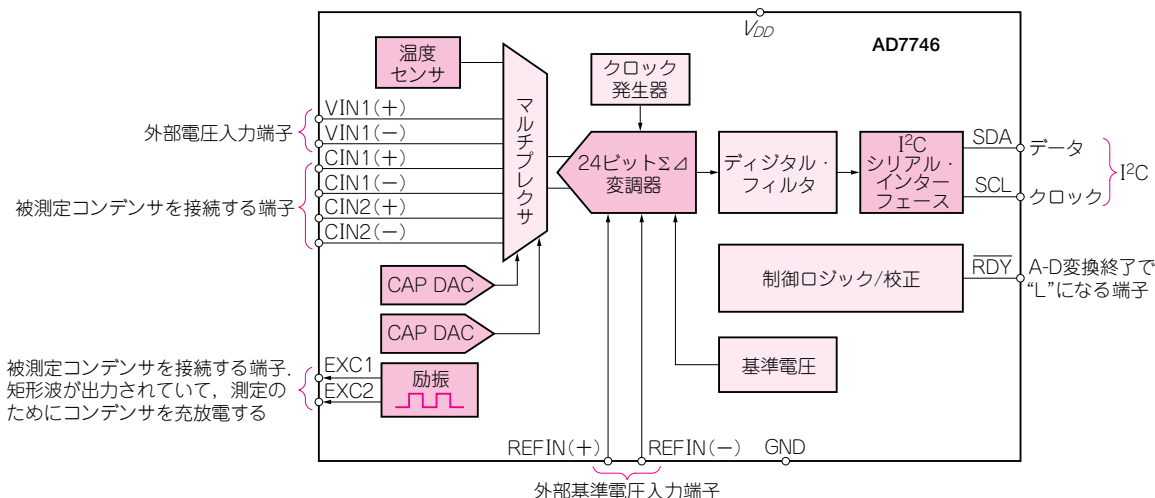 V_DD
AD7746
温度
センサ
マルチプレクサ
クロック
発生器
外部電圧入力端子
VIN1(+)
VIN1(−)
被測定コンデンサを接続する端子
CIN1(+)
CIN1(−)
CIN2(+)
CIN2(−)
24ビットΣΔ
変調器
ディジタル・
フィルタ
I²C
シリアル・
インター
フェース
SDA
データ
SCL
クロック
I²C
CAP DAC
CAP DAC
制御ロジック/校正
R̅D̅Y̅
A-D変換終了で
“L”になる端子
基準電圧
被測定コンデンサを接続する端子.
矩形波が出力されていて,測定の
ためにコンデンサを充放電する
EXC1
EXC2
励振
REFIN(+)
REFIN(−)
GND
外部基準電圧入力端子